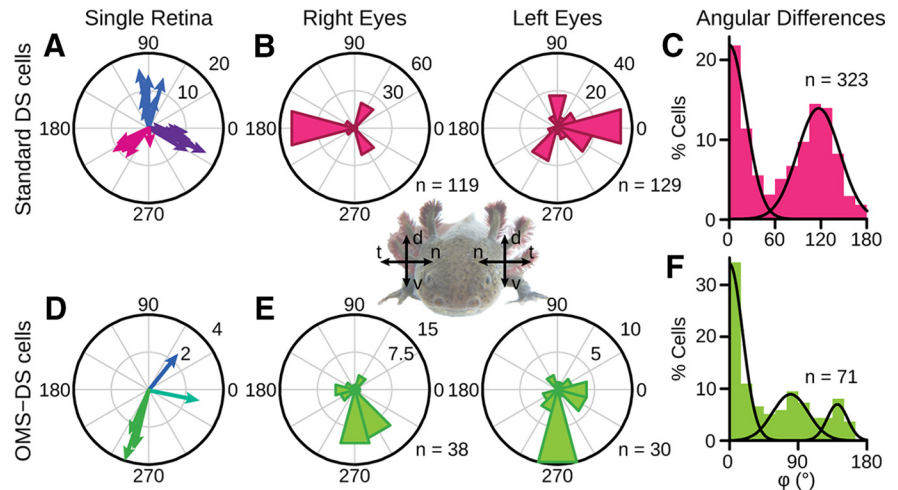 Single Retina
Right Eyes
Left Eyes
Angular Differences
Standard DS cells
A
90
20
10
180
0
270
B
90
60
30
180
0
270
n = 119
90
40
20
180
0
270
n = 129
C
% Cells
20
10
0
n = 323
0 60 120 180
d
t
n
v
d
n
t
v
OMS-DS cells
D
90
4
2
180
0
270
E
90
15
7.5
180
0
270
n = 38
90
10
5
180
0
270
n = 30
F
% Cells
30
20
10
0
n = 71
0 90 180
φ (°)